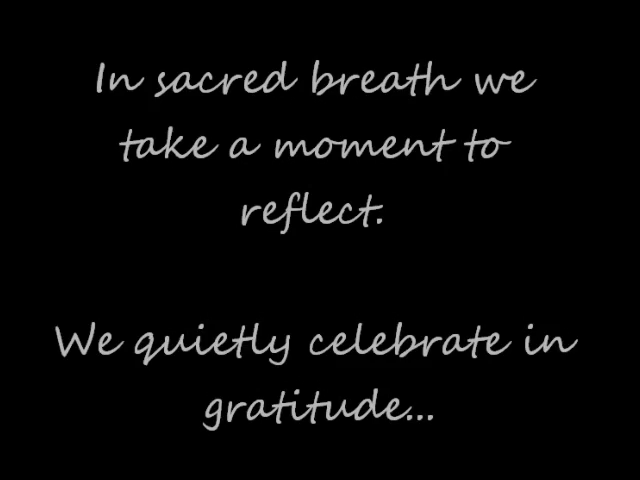 In sacred breath we
take a moment to
reflect.
We quietly celebrate in
gratitude...